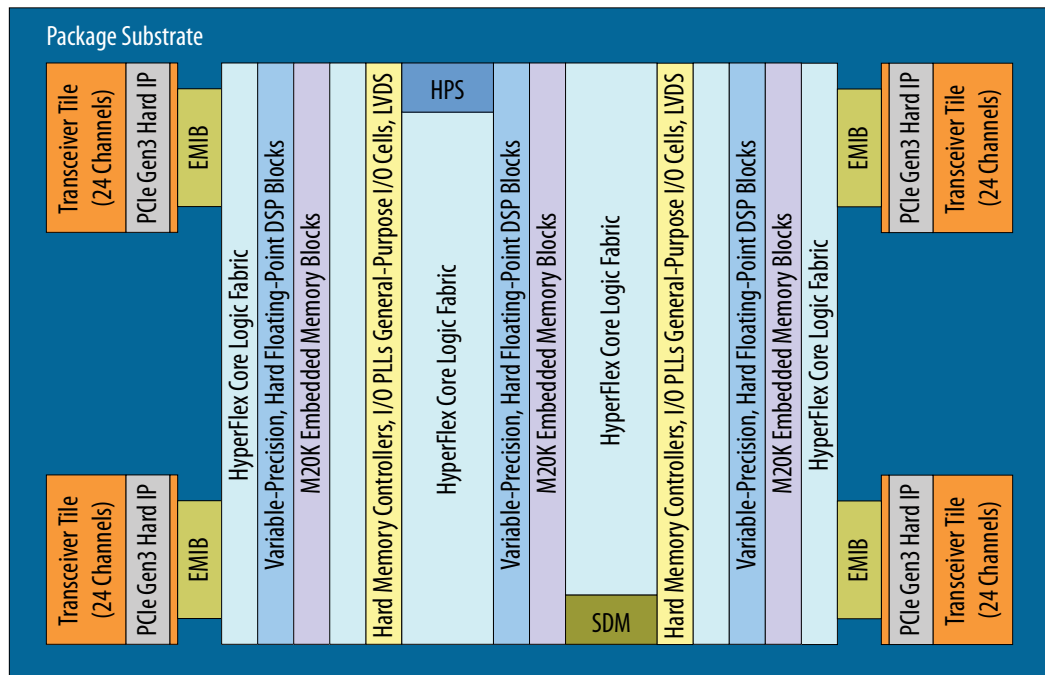 Package Substrate
Transceiver Tile
(24 Channels)
PCIe Gen3 Hard IP
EMIB
Transceiver Tile
(24 Channels)
PCIe Gen3 Hard IP
EMIB
HyperFlex Core Logic Fabric
Variable-Precision, Hard Floating-Point DSP Blocks
M20K Embedded Memory Blocks
Hard Memory Controllers, I/O PLLs General-Purpose I/O Cells, LVDS
HPS
HyperFlex Core Logic Fabric
Variable-Precision, Hard Floating-Point DSP Blocks
M20K Embedded Memory Blocks
HyperFlex Core Logic Fabric
SDM
Hard Memory Controllers, I/O PLLs General-Purpose I/O Cells, LVDS
Variable-Precision, Hard Floating-Point DSP Blocks
M20K Embedded Memory Blocks
HyperFlex Core Logic Fabric
EMIB
PCIe Gen3 Hard IP
Transceiver Tile
(24 Channels)
EMIB
PCIe Gen3 Hard IP
Transceiver Tile
(24 Channels)